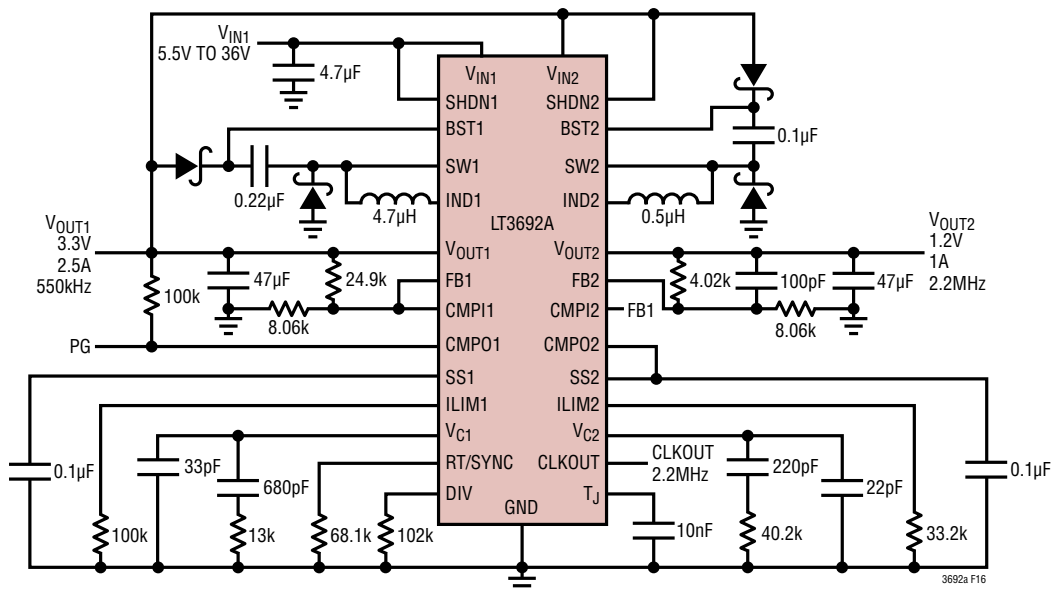 VIN1
5.5V TO 36V
4.7µF
VIN1
VIN2
SHDN1
SHDN2
BST1
BST2
0.1µF
SW1
SW2
0.22µF
4.7µH
IND1
IND2
0.5µH
LT3692A
VOUT1
3.3V
2.5A
550kHz
VOUT1
VOUT2
VOUT2
1.2V
1A
2.2MHz
100k
47µF
24.9k
FB1
FB2
4.02k
100pF
47µF
8.06k
CMPI1
CMPI2
FB1
8.06k
PG
CMPO1
CMPO2
SS1
SS2
ILIM1
ILIM2
VC1
VC2
0.1µF
33pF
680pF
RT/SYNC
CLKOUT
CLKOUT
2.2MHz
220pF
22pF
0.1µF
DIV
TJ
GND
100k
13k
68.1k
102k
10nF
40.2k
33.2k
3692a F16